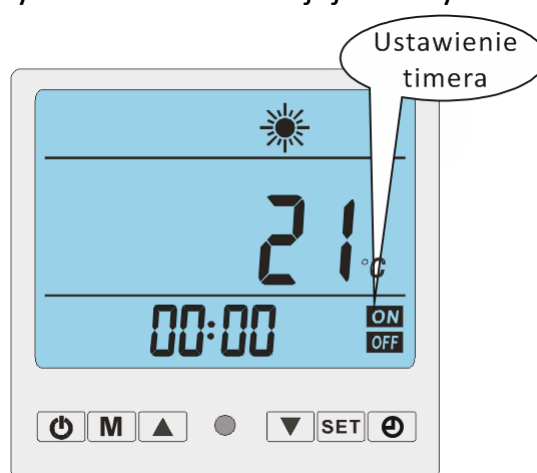 Ustawienie
timera
21 °C
00:00 ON
OFF
M SET